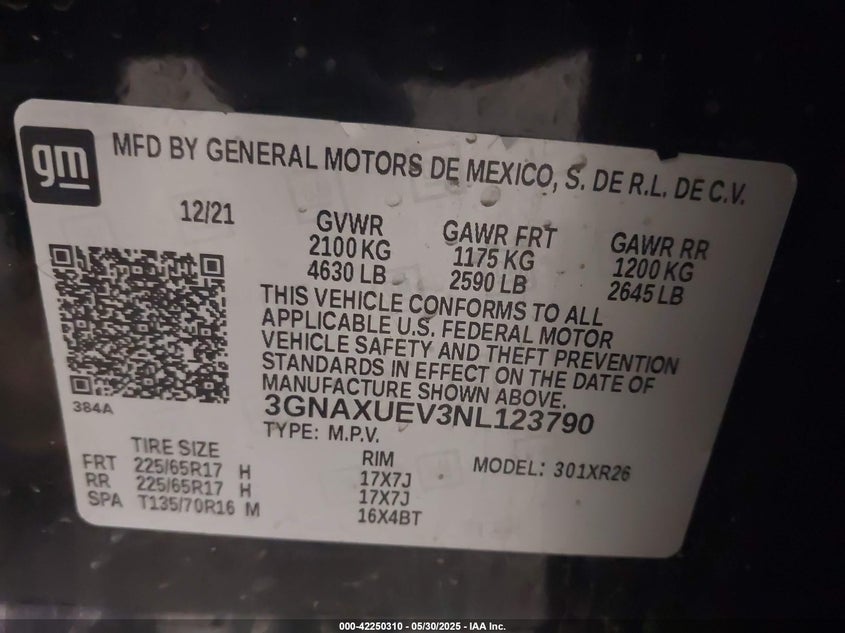 gm
MFD BY GENERAL MOTORS DE MEXICO, S. DE R.L. DE C.V.
12/21
GVWR
2100 KG
4630 LB
GAWR FRT
1175 KG
2590 LB
GAWR RR
1200 KG
2645 LB
THIS VEHICLE CONFORMS TO ALL
APPLICABLE U.S. FEDERAL MOTOR
VEHICLE SAFETY AND THEFT PREVENTION
STANDARDS IN EFFECT ON THE DATE OF
MANUFACTURE SHOWN ABOVE.
384A
3GNAXUEV3NL123790
TYPE: M.P.V.
MODEL: 301XR26
TIRE SIZE RIM
FRT 225/65R17 H 17X7J
RR 225/65R17 H 17X7J
SPA T135/70R16 M 16X4BT
000-42250310 - 05/30/2025 - IAA Inc.